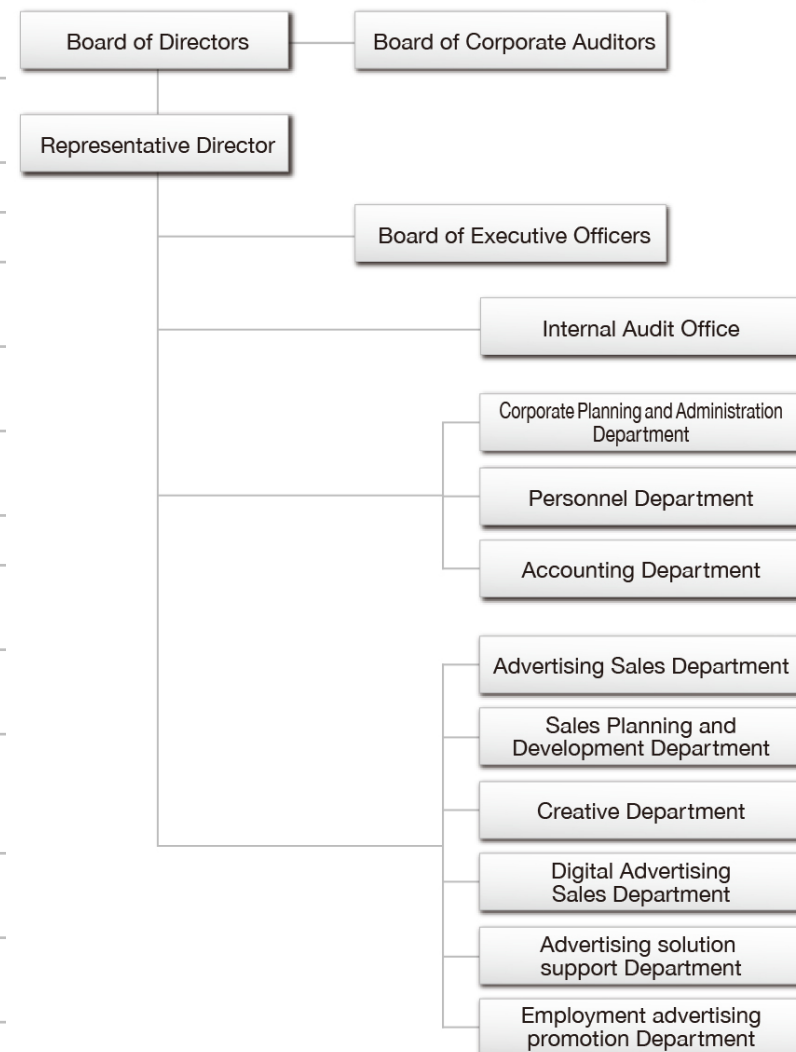 Board of Directors
Board of Corporate Auditors
Representative Director
Board of Executive Officers
Internal Audit Office
Corporate Planning and Administration
Department
Personnel Department
Accounting Department
Advertising Sales Department
Sales Planning and
Development Department
Creative Department
Digital Advertising
Sales Department
Advertising solution
support Department
Employment advertising
promotion Department